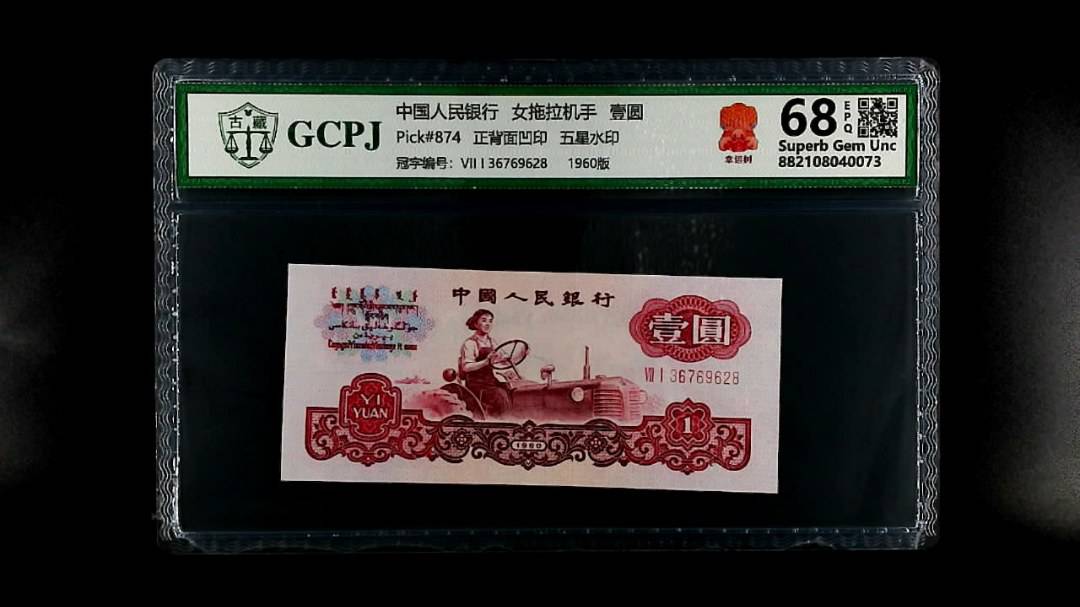 古藏
GCPJ
中国人民银行 女拖拉机手 壹圆
Pick#874 正背面凹印 五星水印
冠字编号: VII I 36769628 1960版
幸运树
68 EPQ
Superb Gem Unc
882108040073
中國人民銀行
壹圓
VII I 36769628
YI
YUAN
1960
1